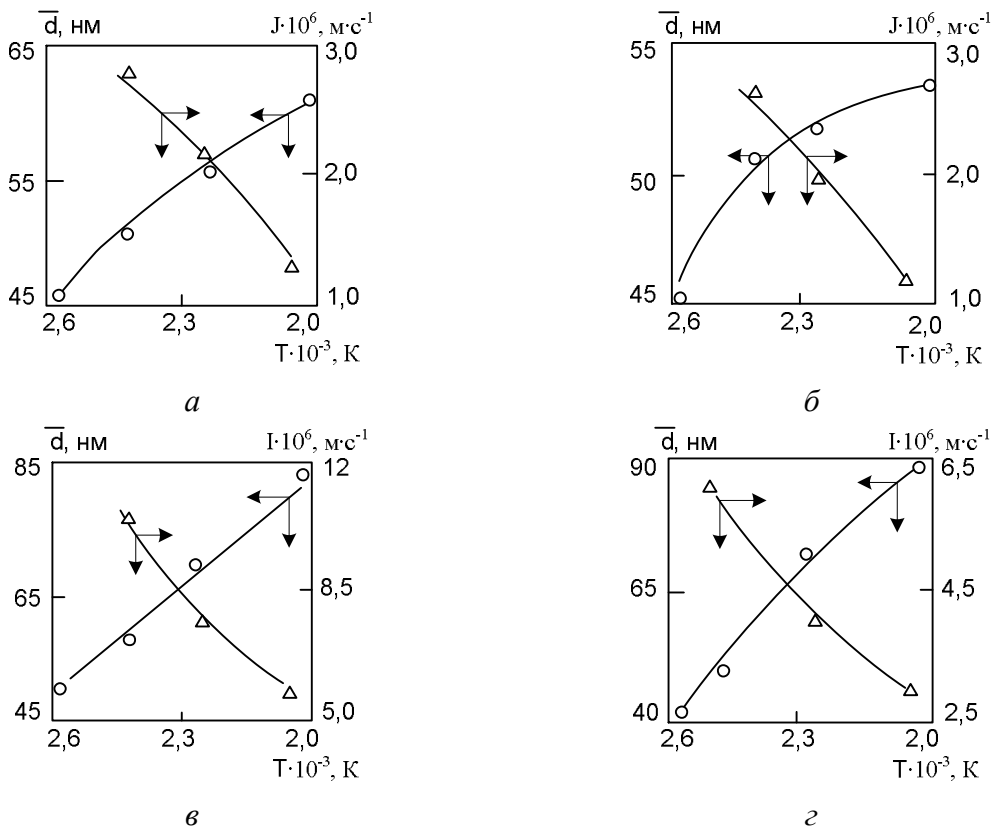 d̅, нм J·10⁶, м·с⁻¹
65 3,0
55 2,0
45 1,0
2,6 2,3 2,0
T·10⁻³, К
а
d̅, нм J·10⁶, м·с⁻¹
55 3,0
50 2,0
45 1,0
2,6 2,3 2,0
T·10⁻³, К
б
d̅, нм I·10⁶, м·с⁻¹
85 12
65 8,5
45 5,0
2,6 2,3 2,0
T·10⁻³, К
в
d̅, нм I·10⁶, м·с⁻¹
90 6,5
65 4,5
40 2,5
2,6 2,3 2,0
T·10⁻³, К
г